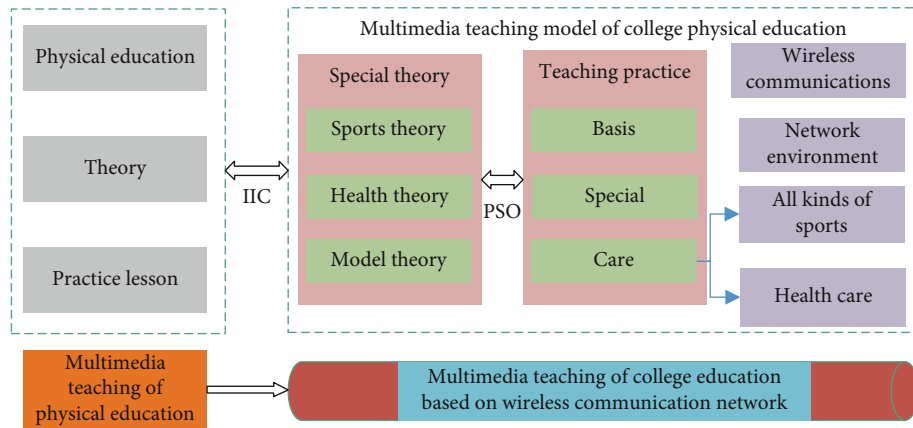 Physical education
Theory
Practice lesson
IIC
Multimedia teaching model of college physical education
Special theory
Sports theory
Health theory
Model theory
PSO
Teaching practice
Basis
Special
Care
Wireless
communications
Network
environment
All kinds of
sports
Health care
Multimedia
teaching of
physical education
Multimedia teaching of college education
based on wireless communication network